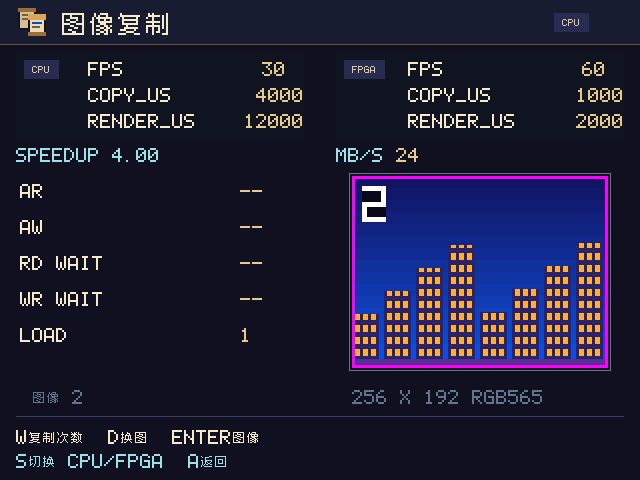 图像复制 CPU
CPU FPS 30 FPGA FPS 60
COPY_US 4000 COPY_US 1000
RENDER_US 12000 RENDER_US 2000
SPEEDUP 4.00 MB/S 24
AR --
2
AW --
RD WAIT --
WR WAIT --
LOAD 1
图像 2 256 X 192 RGB565
W复制次数 D换图 ENTER图像
S切换 CPU/FPGA A返回